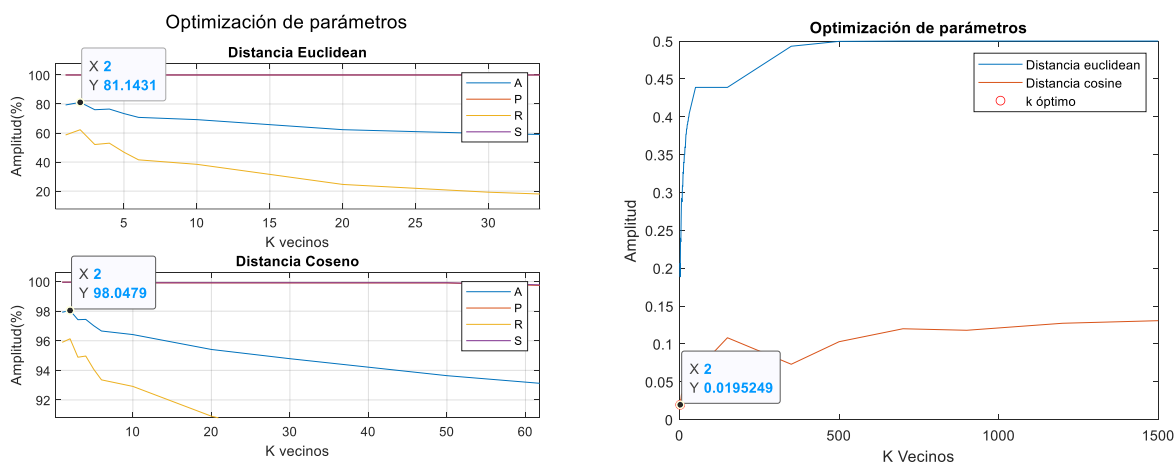 Optimización de parámetros
Distancia Euclidean
X 2
Y 81.1431
100
80
60
40
20
Amplitud(%)
A
P
R
S
5
10
15
20
25
30
K vecinos
Distancia Coseno
X 2
Y 98.0479
100
98
96
94
92
Amplitud(%)
A
P
R
S
10
20
30
40
50
60
K vecinos
Optimización de parámetros
0.5
0.45
0.4
0.35
0.3
0.25
0.2
0.15
0.1
0.05
0
Amplitud
Distancia euclidean
Distancia cosine
k óptimo
X 2
Y 0.0195249
0
500
1000
1500
K Vecinos